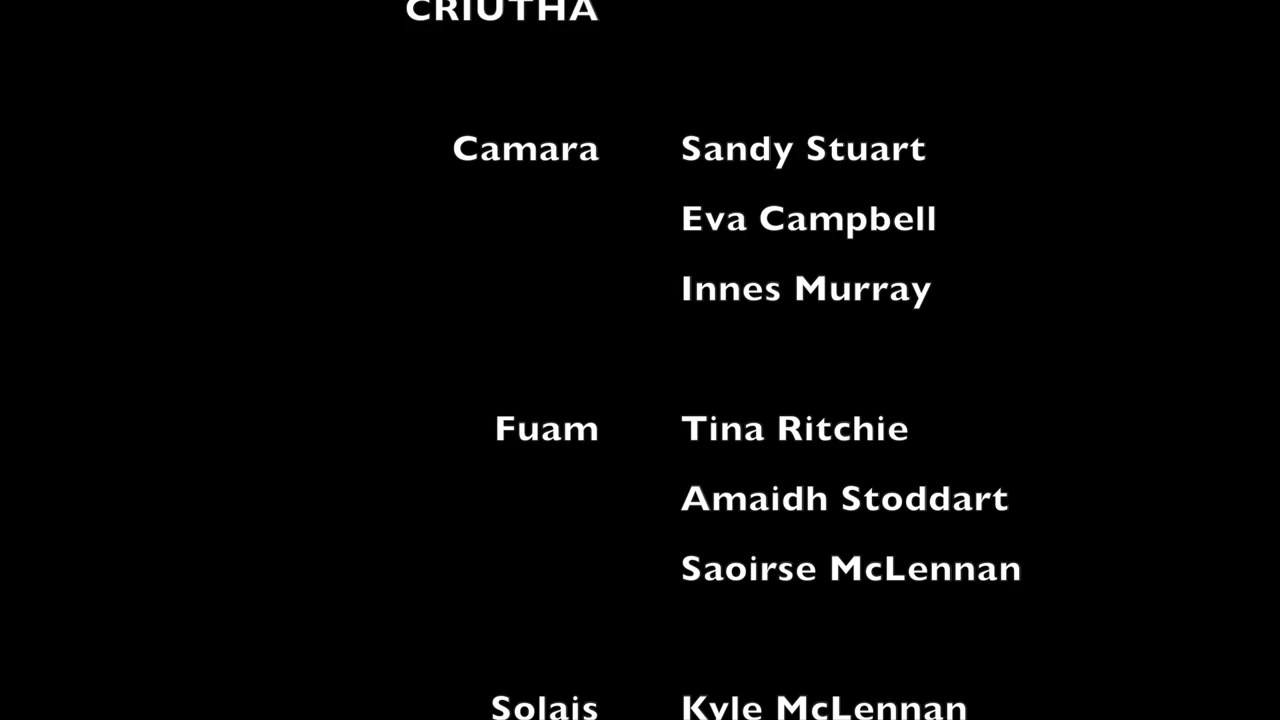 CRIUTHA
Camara Sandy Stuart
Eva Campbell
Innes Murray
Fuam Tina Ritchie
Amaidh Stoddart
Saoirse McLennan
Solais Kyle McLennan